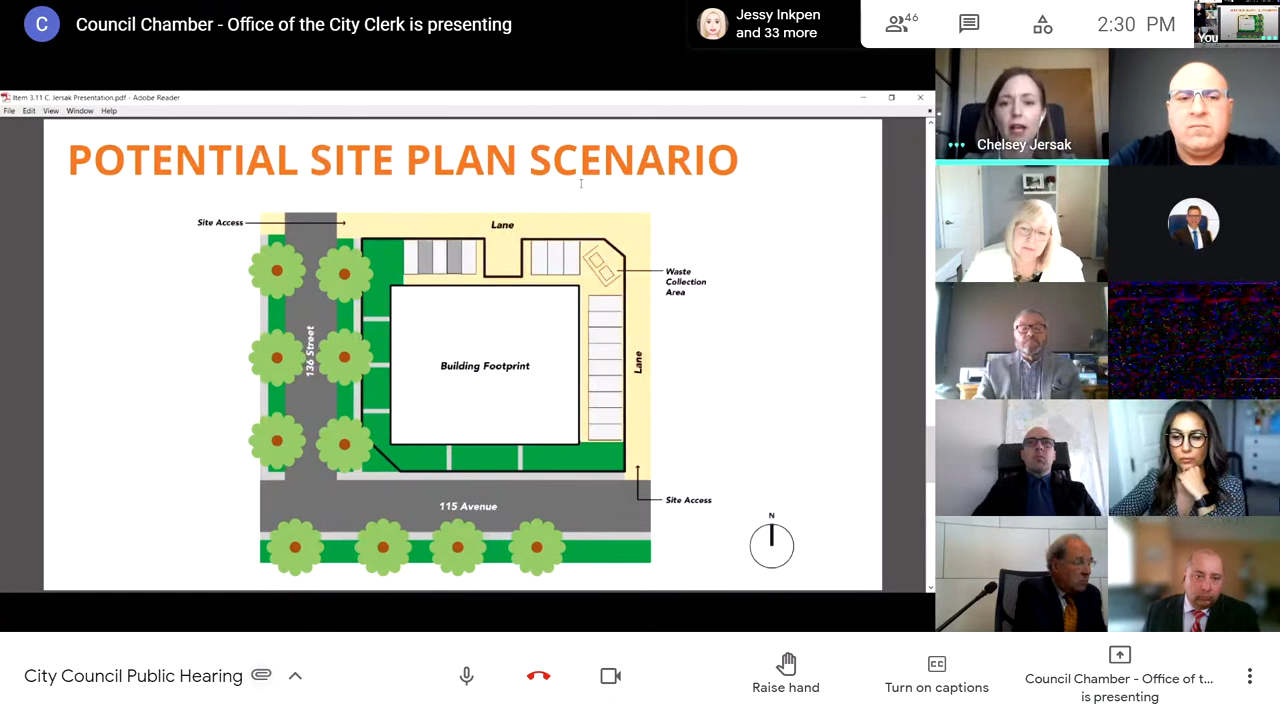 C
Council Chamber - Office of the City Clerk is presenting
Jessy Inkpen
and 33 more
46
2:30 PM
You
Item 3.11 C. Jersak Presentation.pdf - Adobe Reader
File Edit View Window Help
POTENTIAL SITE PLAN SCENARIO
Site Access
Lane
Waste
Collection
Area
136 Street
Building Footprint
Lane
115 Avenue
Site Access
N
Chelsey Jersak
City Council Public Hearing
Raise hand
CC
Turn on captions
Council Chamber - Office of t...
is presenting